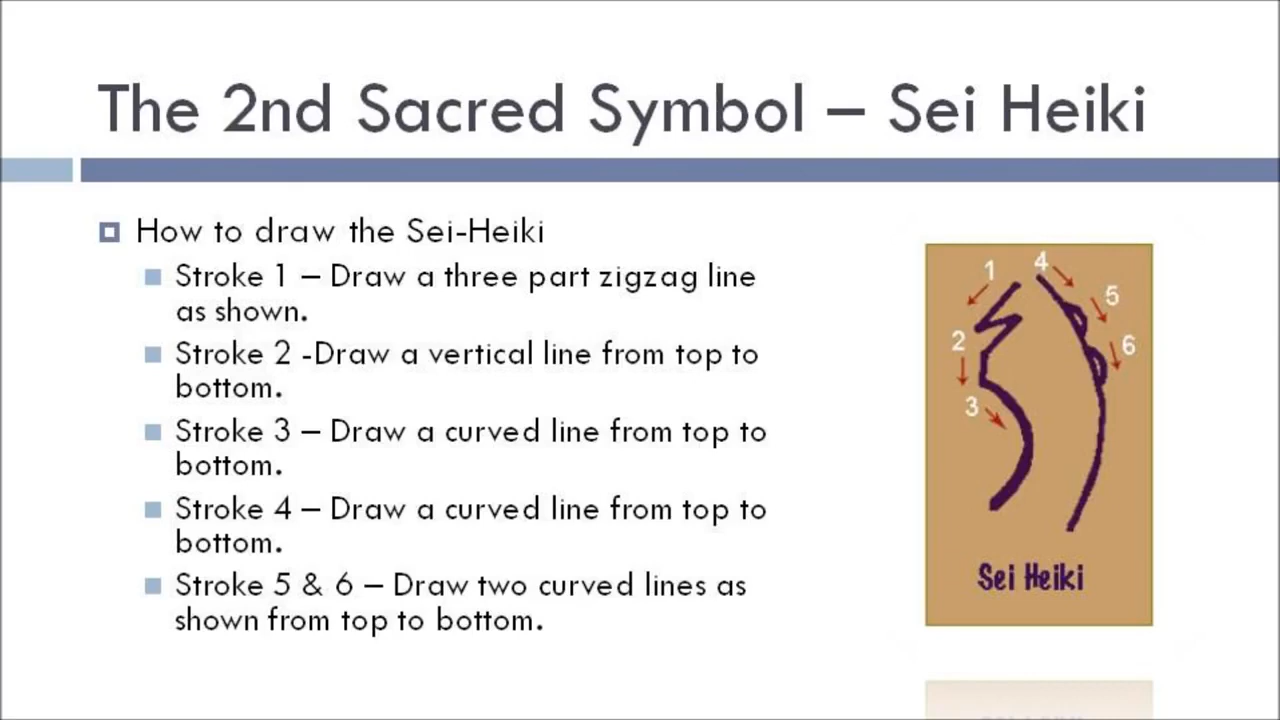 The 2nd Sacred Symbol – Sei Heiki
How to draw the Sei-Heiki
Stroke 1 – Draw a three part zigzag line
as shown.
Stroke 2 -Draw a vertical line from top to
bottom.
Stroke 3 – Draw a curved line from top to
bottom.
Stroke 4 – Draw a curved line from top to
bottom.
Stroke 5 & 6 – Draw two curved lines as
shown from top to bottom.
1
4
5
2
6
3
Sei Heiki